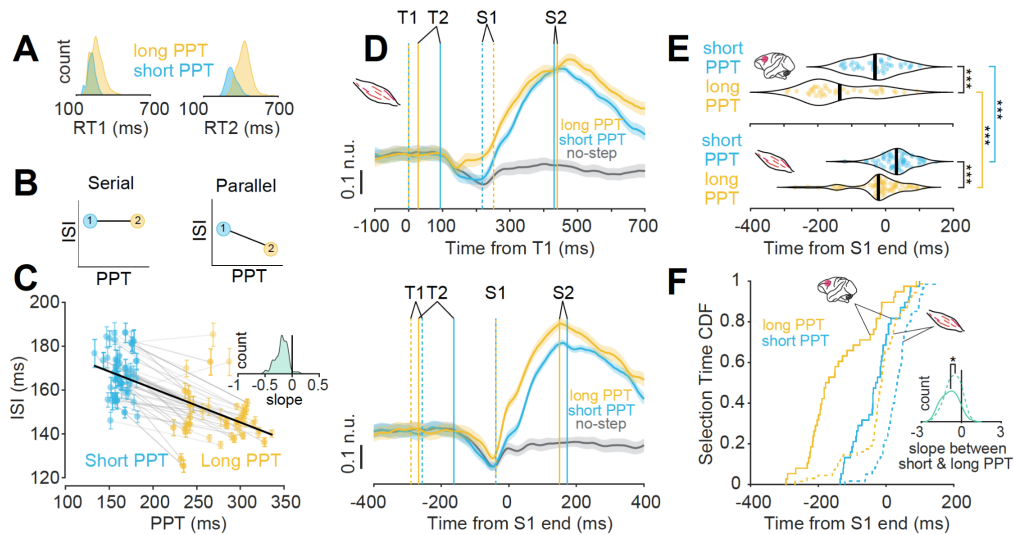 A
long PPT
short PPT
count
100 700
RT1 (ms)
100 700
RT2 (ms)
B
Serial
Parallel
ISI
1 2
PPT
ISI
1
2
PPT
C
200
180
160
140
120
ISI (ms)
Short PPT
Long PPT
100 150 200 250 300 350
PPT (ms)
count
-1 0 0.5
slope
D
T1
T2
S1
S2
long PPT
short PPT
no-step
0.1 n.u.
-100 100 300 500 700
Time from T1 (ms)
T1 T2
S1
S2
long PPT
short PPT
no-step
0.1 n.u.
-400 -200 0 200 400
Time from S1 end (ms)
E
short
PPT
long
PPT
short
PPT
long
PPT
***
***
***
***
-400 -200 0 200
Time from S1 end (ms)
F
1
0.8
0.6
0.4
0.2
0
Selection Time CDF
long PPT
short PPT
-400 -200 0 200
Time from S1 end (ms)
*
count
-3 0 3
slope between
short & long PPT